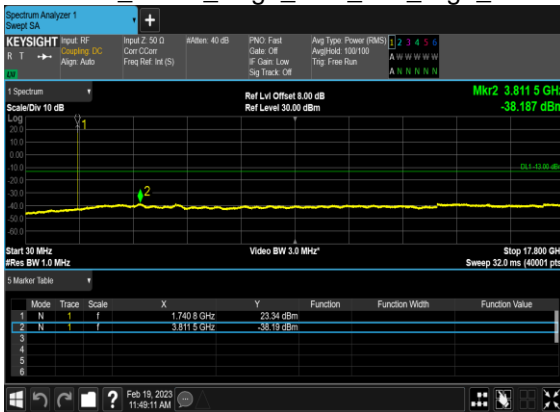 Spectrum Analyzer 1
Swept SA
+
KEYSIGHT Input: RF Input Z: 50 Ω #Atten: 40 dB PNO: Fast Avg Type: Power (RMS) 1 2 3 4 5 6
R T Coupling: DC Corr CCorr Gate: Off Avg|Hold: 100/100 A W W W W W
Align: Auto Freq Ref: Int (S) IF Gain: Low Trig: Free Run
Sig Track: Off A N N N N N
1 Spectrum Ref Lvl Offset 8.00 dB Mkr2 3.811 5 GHz
Scale/Div 10 dB Ref Level 30.00 dBm -38.187 dBm
Log
20.0
10.0
0.00
-10.0
-20.0
-30.0
-40.0
-50.0
-60.0
1
2
DL1 -13.00 dBm
Start 30 MHz Video BW 3.0 MHz* Stop 17.800 GH
#Res BW 1.0 MHz Sweep 32.0 ms (40001 pts
5 Marker Table
Mode Trace Scale X Y Function Function Width Function Value
1 N 1 f 1.740 8 GHz 23.34 dBm
2 N 1 f 3.811 5 GHz -38.19 dBm
3
4
5
6
? Feb 19, 2023
11:49:11 AM